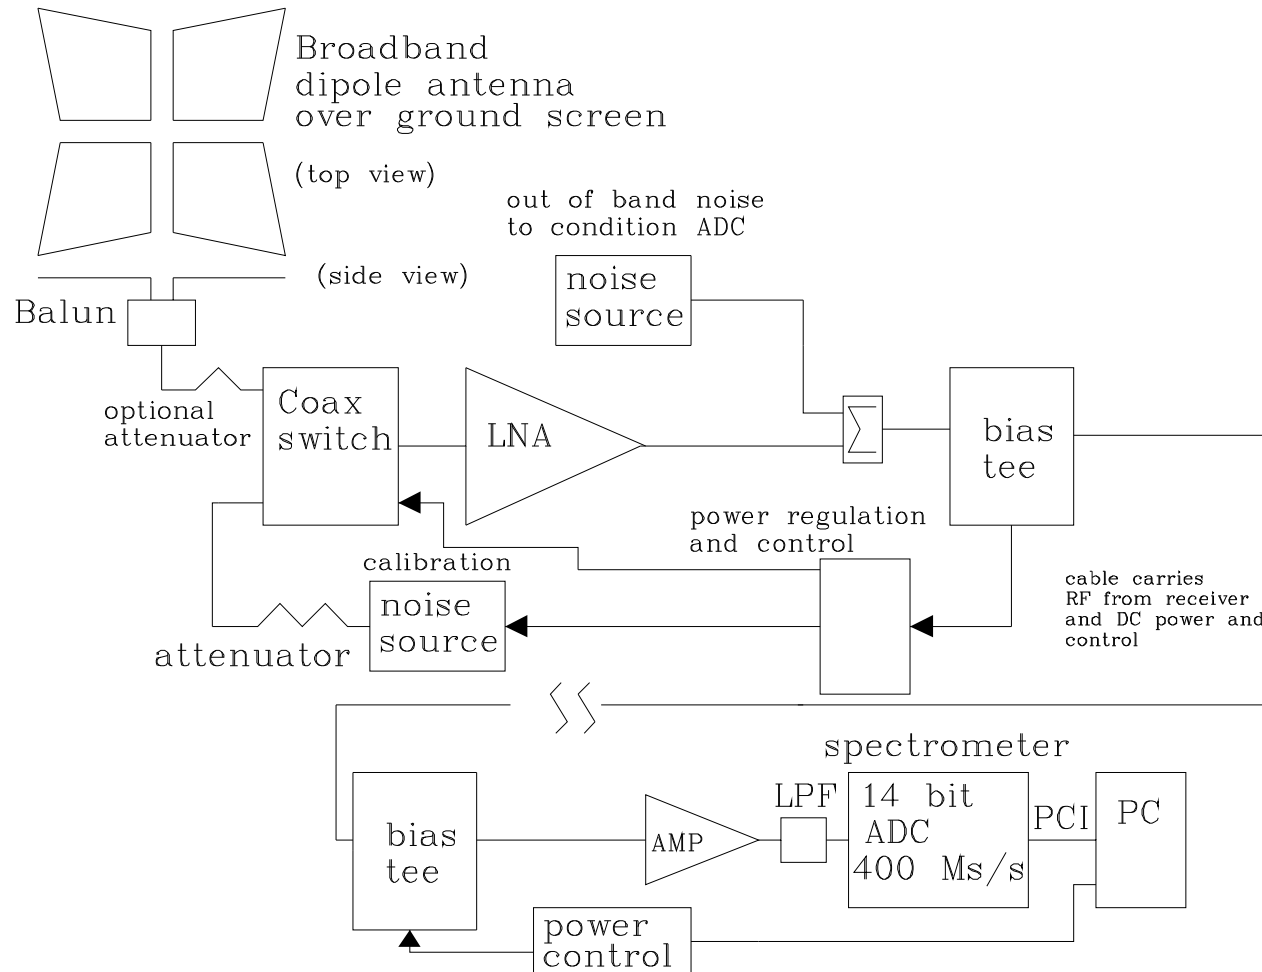 Broadband
dipole antenna
over ground screen
(top view)
out of band noise
to condition ADC
(side view)
noise
source
Balun
optional
attenuator
Coax
switch
LNA
Σ
bias
tee
power regulation
and control
calibration
noise
source
attenuator
cable carries
RF from receiver
and DC power and
control
spectrometer
bias
tee
AMP
LPF
14 bit
ADC
400 Ms/s
PCI
PC
power
control